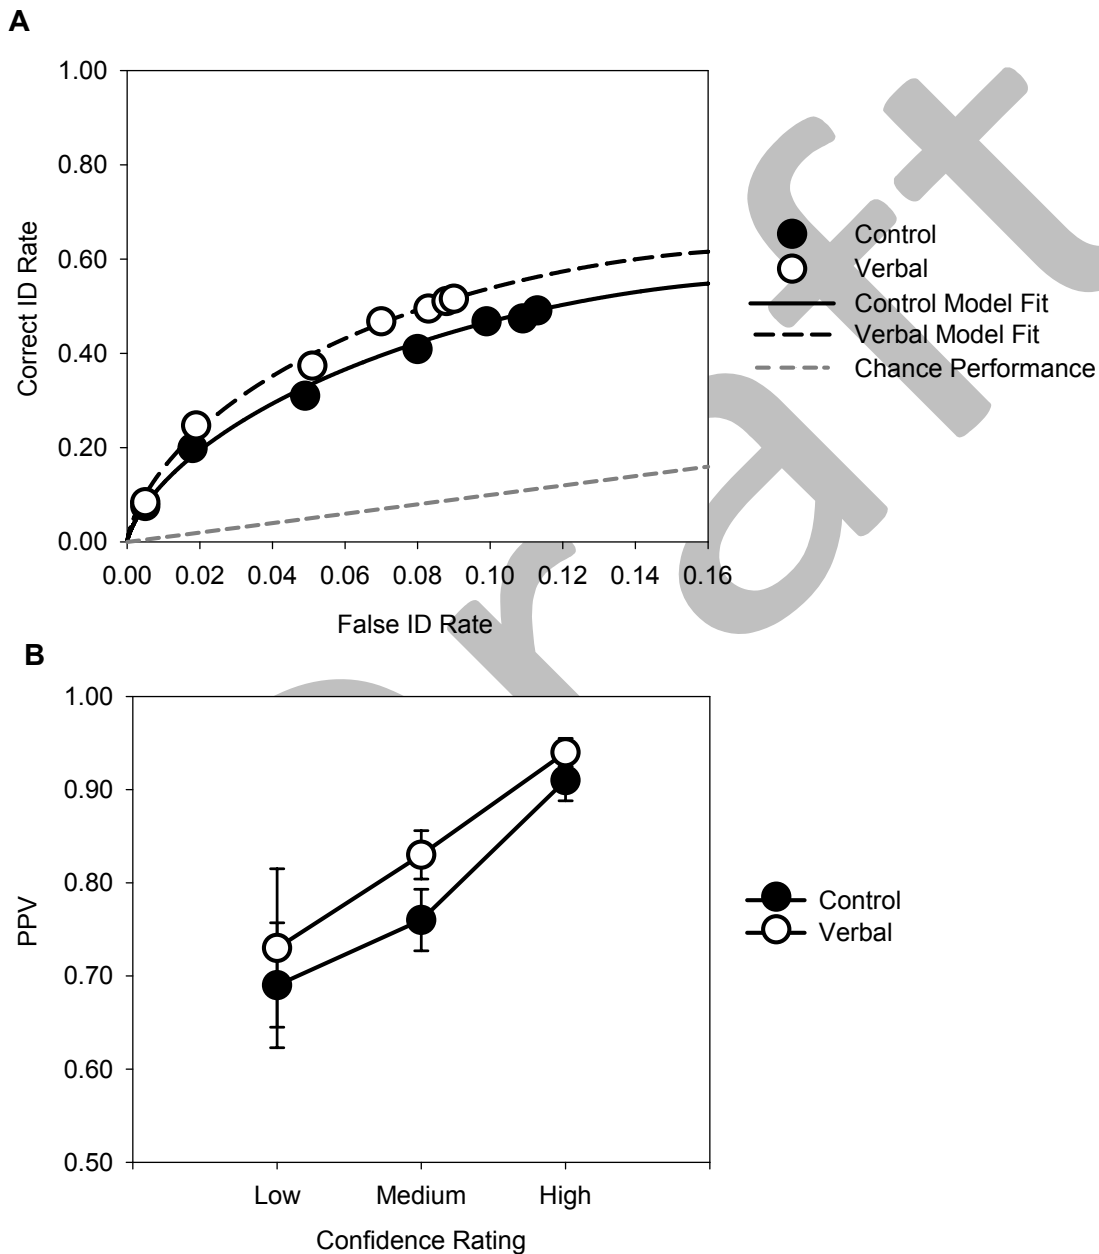 A
1.00
0.80
0.60
0.40
0.20
0.00
Correct ID Rate
0.00 0.02 0.04 0.06 0.08 0.10 0.12 0.14 0.16
False ID Rate
Control
Verbal
Control Model Fit
Verbal Model Fit
Chance Performance
B
1.00
0.90
0.80
0.70
0.60
0.50
PPV
Low Medium High
Confidence Rating
Control
Verbal
raft